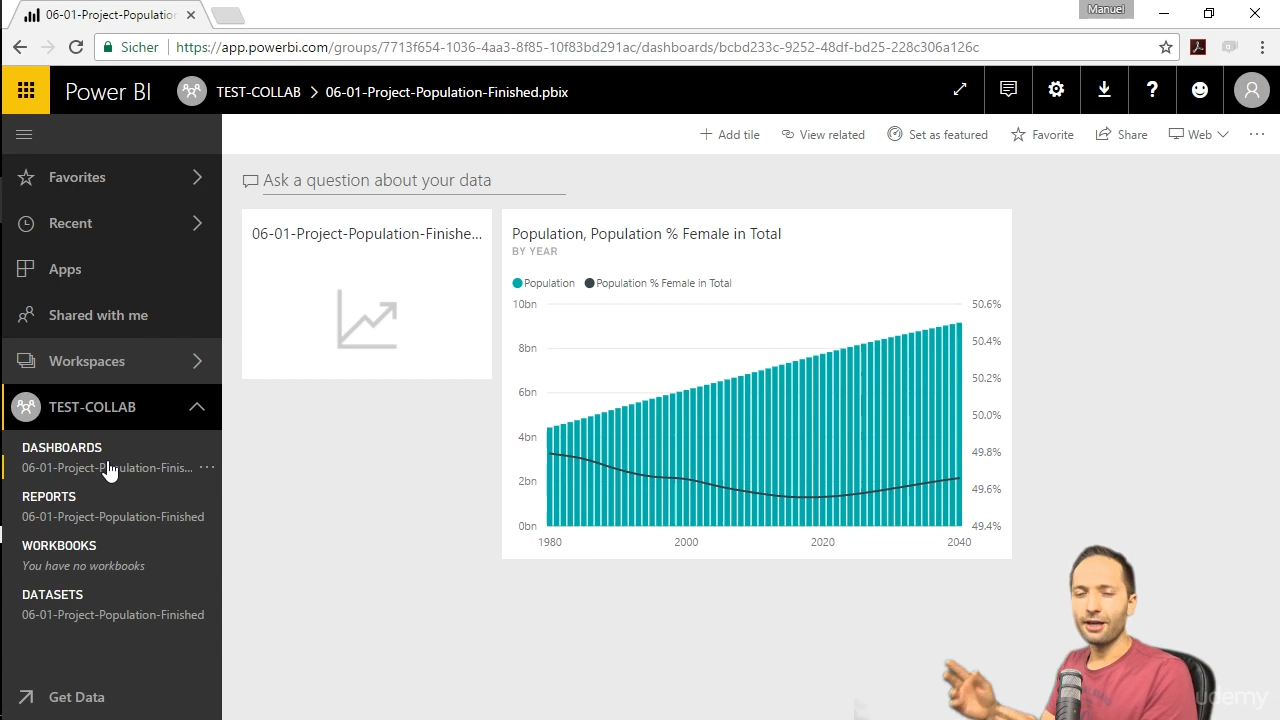 06-01-Project-Population
Manuel
Sicher
https://app.powerbi.com/groups/7713f654-1036-4aa3-8f85-10f83bd291ac/dashboards/bcbd233c-9252-48df-bd25-228c306a126c
Power BI
TEST-COLLAB > 06-01-Project-Population-Finished.pbix
?
+ Add tile
View related
Set as featured
Favorite
Share
Web
...
Favorites
Recent
Apps
Shared with me
Workspaces
TEST-COLLAB
DASHBOARDS
06-01-Project-Population-Finis... ...
REPORTS
06-01-Project-Population-Finished
WORKBOOKS
You have no workbooks
DATASETS
06-01-Project-Population-Finished
Get Data
Ask a question about your data
06-01-Project-Population-Finishe...
Population, Population % Female in Total
BY YEAR
Population Population % Female in Total
10bn
8bn
6bn
4bn
2bn
0bn
50.6%
50.4%
50.2%
50.0%
49.8%
49.6%
49.4%
1980 2000 2020 2040
udemy